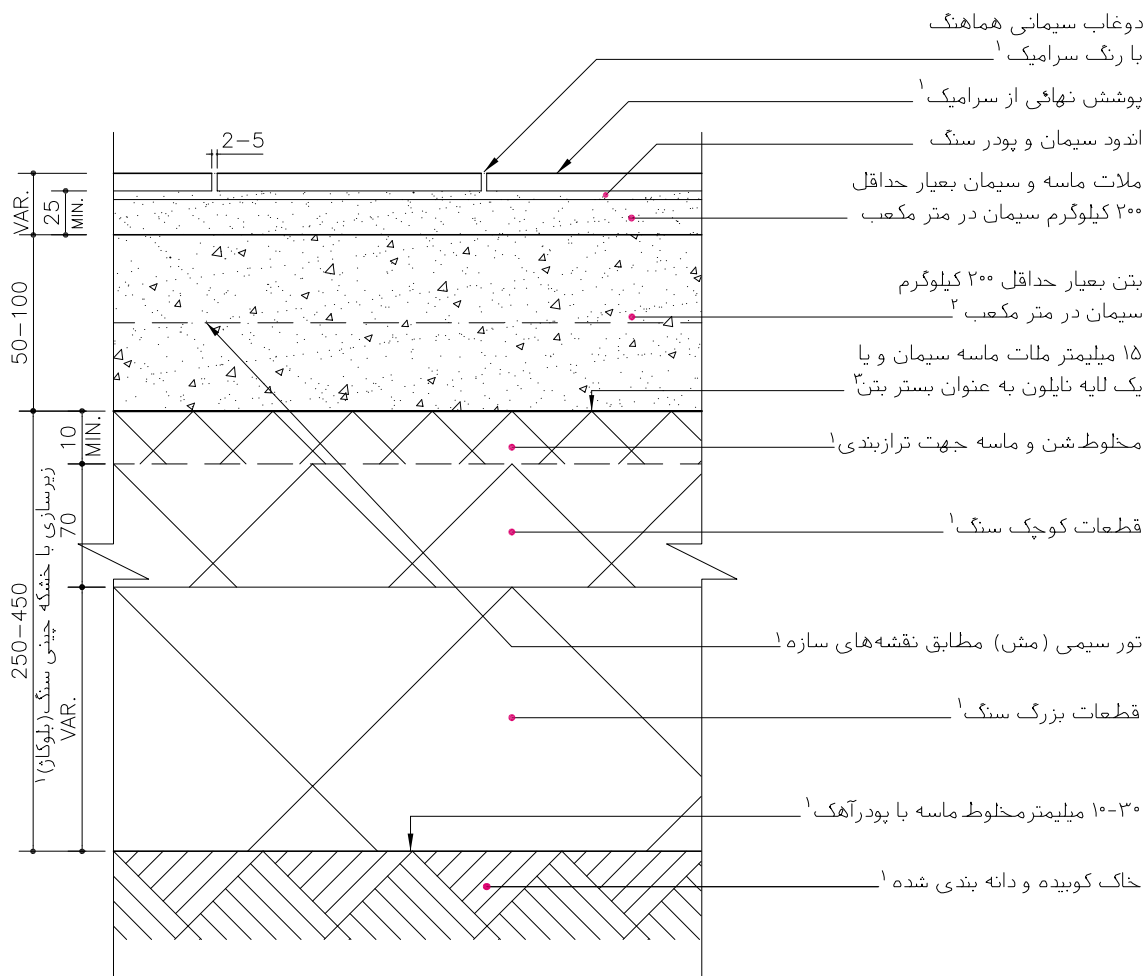 دوغاب سیمانی هماهنگ
با رنگ سرامیک ۱
پوشش نهائی از سرامیک ۱
اندود سیمان و پودر سنگ
ملات ماسه و سیمان بعیار حداقل
۲۰۰ کیلوگرم سیمان در متر مکعب
بتن بعیار حداقل ۲۰۰ کیلوگرم
سیمان در متر مکعب ۲
۱۵ میلیمتر ملات ماسه سیمان و یا
یک لایه نایلون به عنوان بستر بتن ۳
مخلوط شن و ماسه جهت ترازبندی ۱
قطعات کوچک سنگ ۱
تور سیمی (مش) مطابق نقشه‌های سازه ۱
قطعات بزرگ سنگ ۱
۱۰-۳۰ میلیمتر مخلوط ماسه با پودرآهک ۱
خاک کوبیده و دانه بندی شده ۱
2-5
VAR.
25
MIN.
50-100
10
MIN.
70
250-450
زیرسازی با خشکه چینی سنگ (بلوکاژ) ۱
VAR.